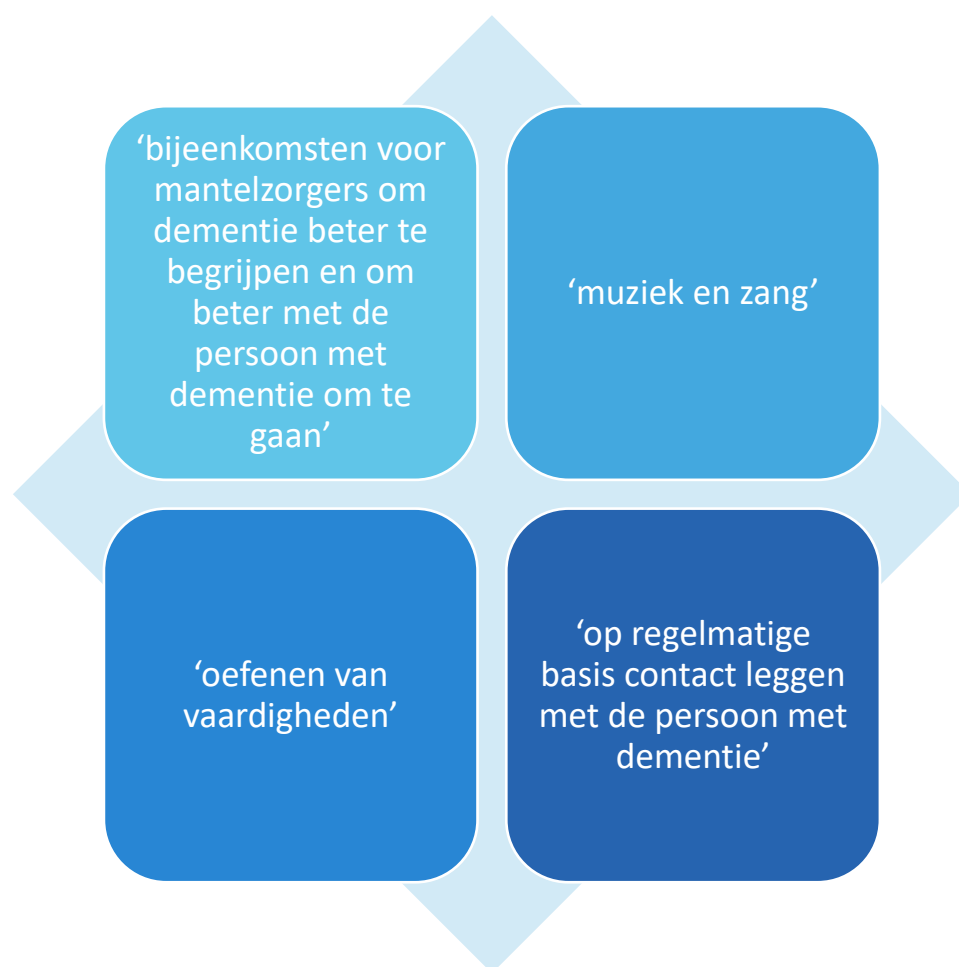 ‘bijeenkomsten voor
mantelzorgers om
dementie beter te
begrijpen en om
beter met de
persoon met
dementie om te
gaan’
‘muziek en zang’
‘oefenen van
vaardigheden’
‘op regelmatige
basis contact leggen
met de persoon met
dementie’